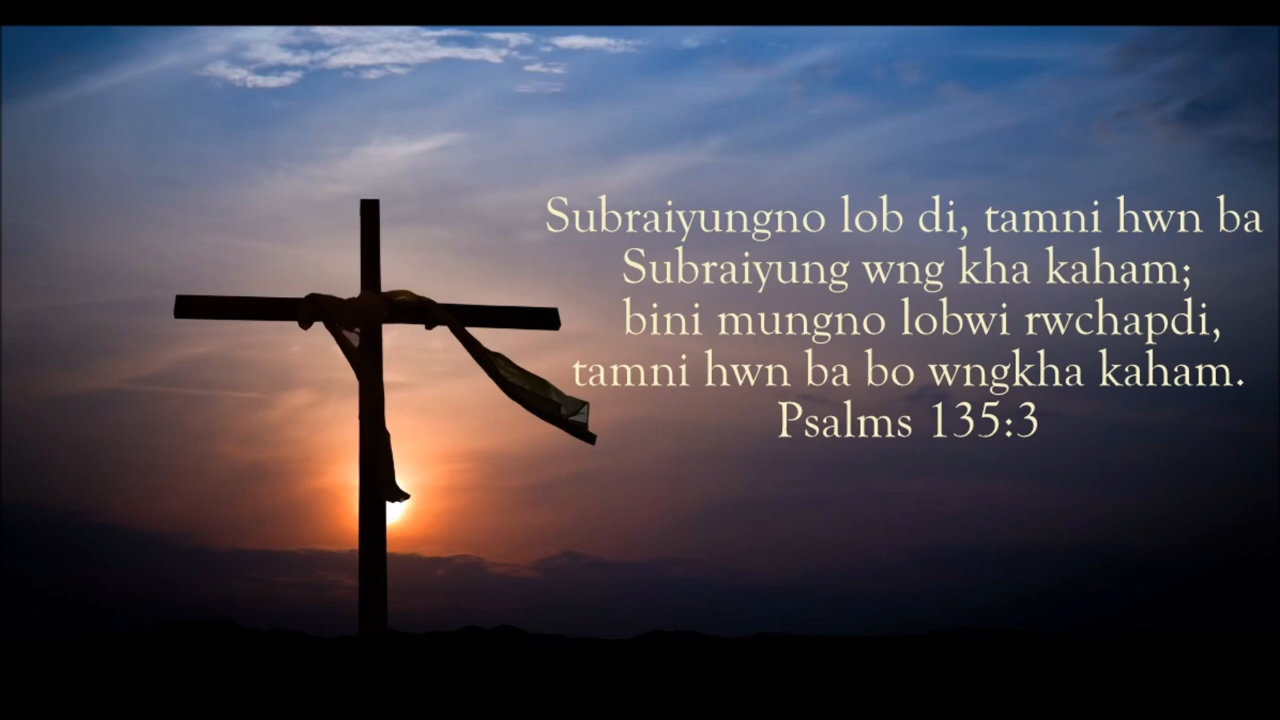 Subraiyungno lob di, tamni hwn ba
Subraiyung wng kha kaham;
bini mungno lobwi rwchapdi,
tamni hwn ba bo wngkha kaham.
Psalms 135:3